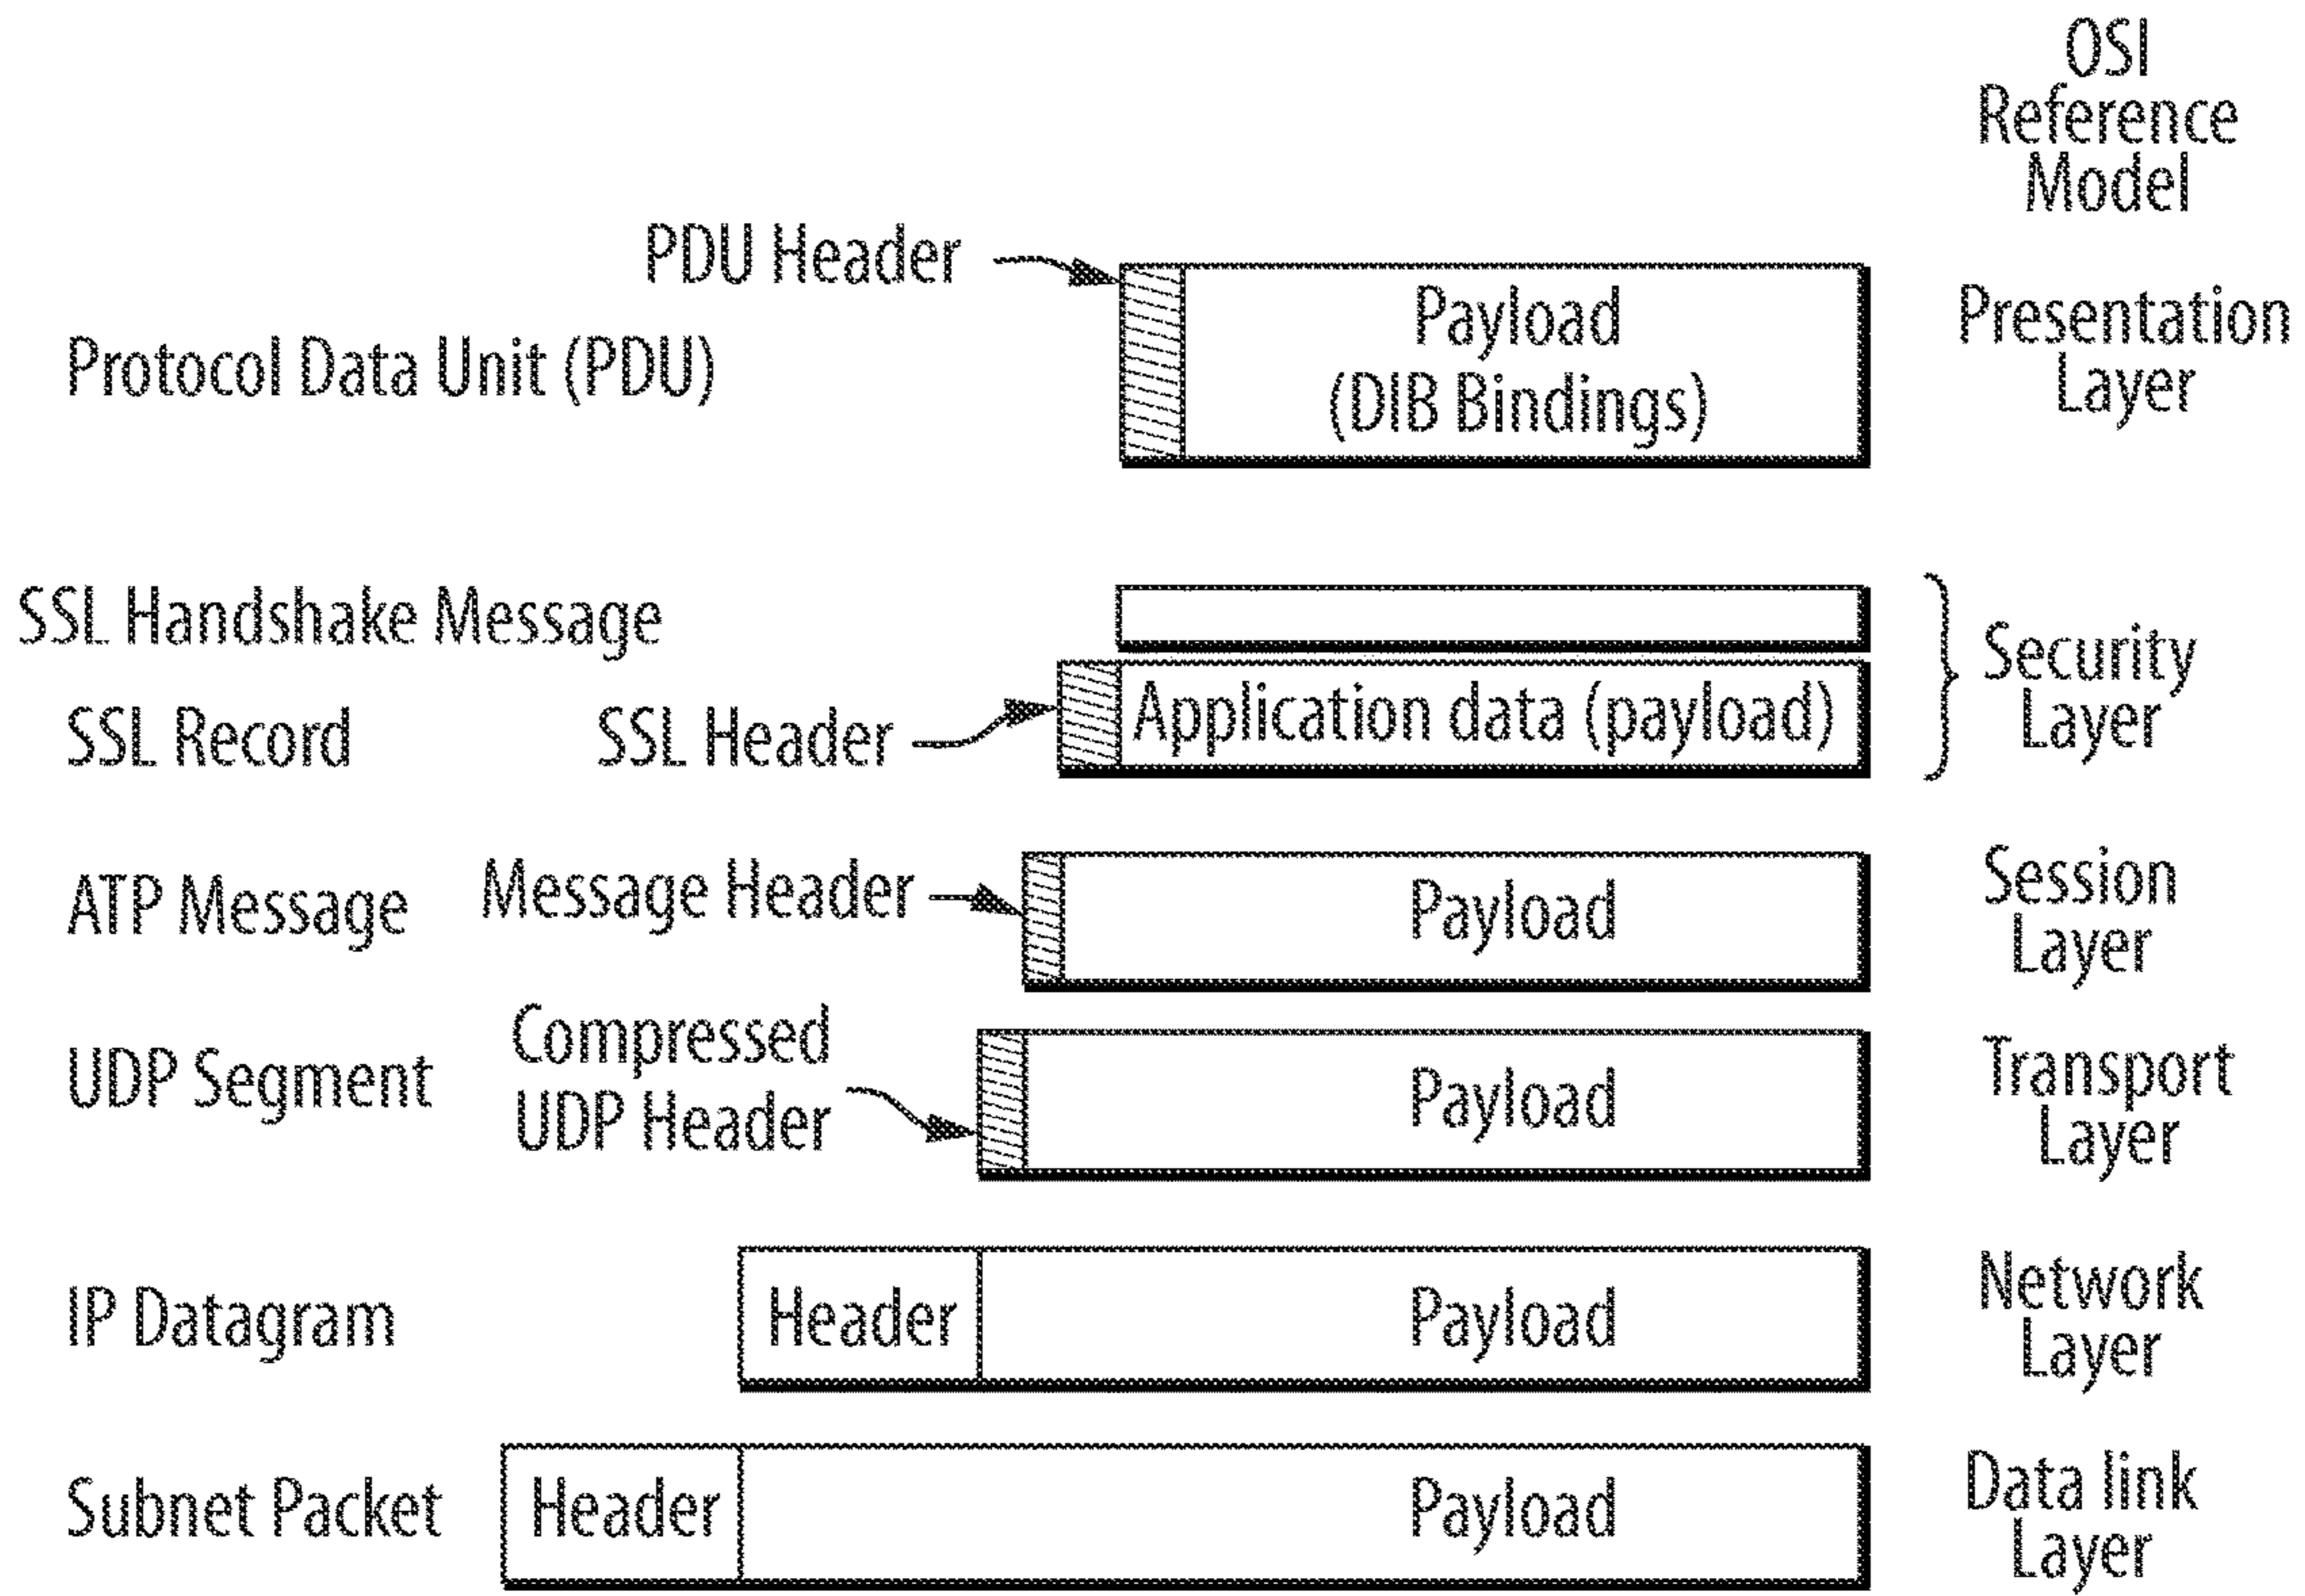 OSI
Reference
Model
PDU Header
Protocol Data Unit (PDU)
Payload
(DIB Bindings)
Presentation
Layer
SSL Handshake Message
SSL Record
SSL Header
Application data (payload)
Security
Layer
ATP Message
Message Header
Payload
Session
Layer
UDP Segment
Compressed
UDP Header
Payload
Transport
Layer
IP Datagram
Header
Payload
Network
Layer
Subnet Packet
Header
Payload
Data link
Layer